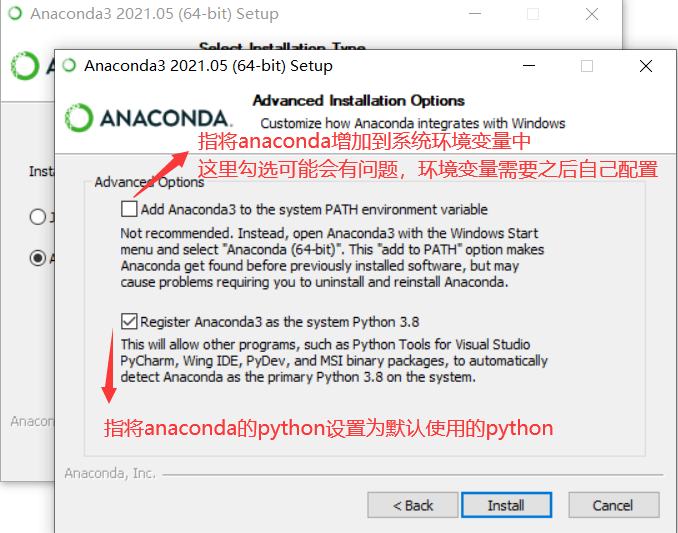 Anaconda3 2021.05 (64-bit) Setup
Select Installation Type
Anaconda3 2021.05 (64-bit) Setup
ANACONDA.
Advanced Installation Options
Customize how Anaconda integrates with Windows
指将anaconda增加到系统环境变量中
这里勾选可能会有问题，环境变量需要之后自己配置
Advanced Options
Add Anaconda3 to the system PATH environment variable
Not recommended. Instead, open Anaconda3 with the Windows Start
menu and select "Anaconda (64-bit)". This "add to PATH" option makes
Anaconda get found before previously installed software, but may
cause problems requiring you to uninstall and reinstall Anaconda.
Register Anaconda3 as the system Python 3.8
This will allow other programs, such as Python Tools for Visual Studio
PyCharm, Wing IDE, PyDev, and MSI binary packages, to automatically
detect Anaconda as the primary Python 3.8 on the system.
指将anaconda的python设置为默认使用的python
Anaconda, Inc.
< Back
Install
Cancel